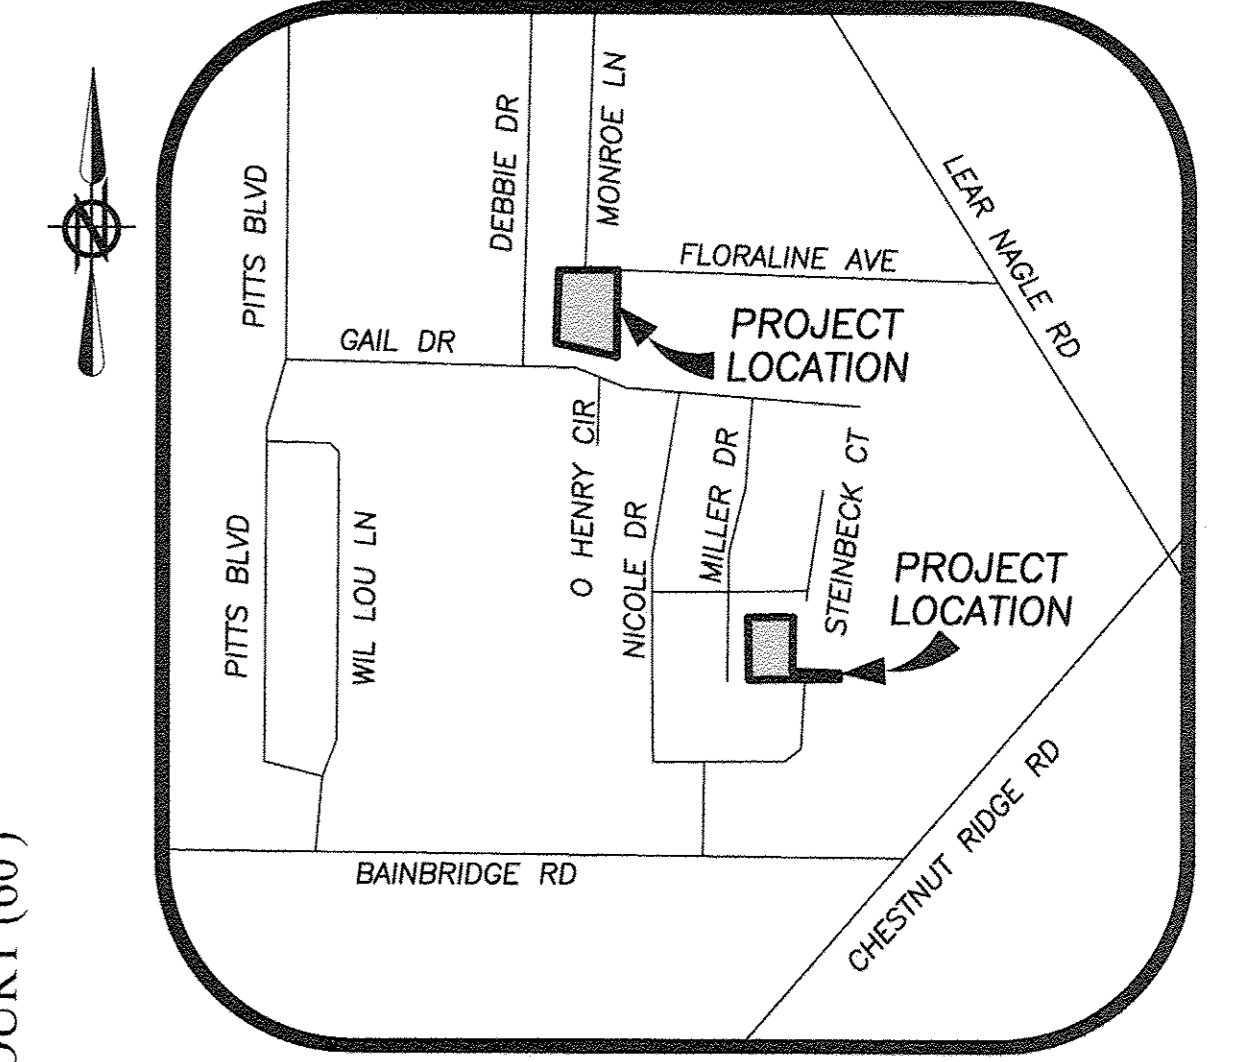 N
PITTS BLVD
DEBBIE DR
MONROE LN
LEAR NAGLE RD
FLORALINE AVE
GAIL DR
PROJECT
LOCATION
O HENRY CIR
NICOLE DR
MILLER DR
STEINBECK CT
PROJECT
LOCATION
PITTS BLVD
WIL LOU LN
BAINBRIDGE RD
CHESTNUT RIDGE RD